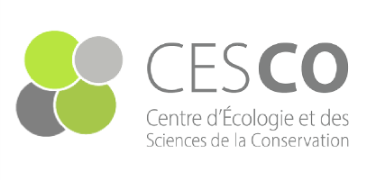 CESCO
Centre d'Écologie et des
Sciences de la Conservation